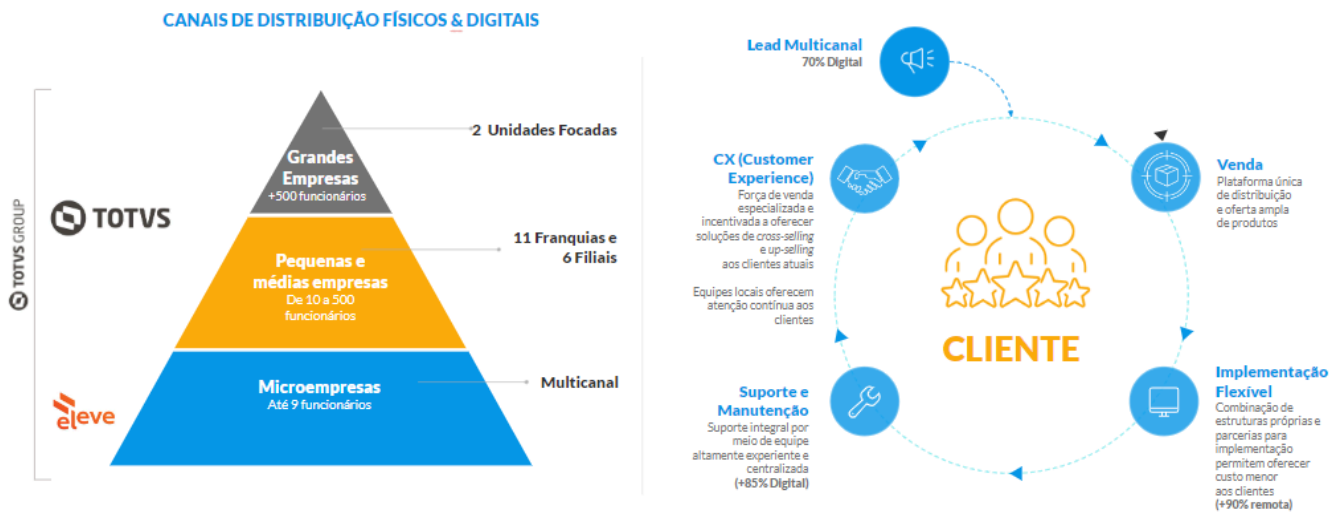 CANAIS DE DISTRIBUIÇÃO FÍSICOS & DIGITAIS
TOTVS GROUP
TOTVS
eleve
Grandes
Empresas
+500 funcionários
2 Unidades Focadas
Pequenas e
médias empresas
De 10 a 500
funcionários
11 Franquias e
6 Filiais
Microempresas
Até 9 funcionários
Multicanal
Lead Multicanal
70% Digital
CX (Customer
Experience)
Força de venda
especializada e
incentivada a oferecer
soluções de cross-selling
e up-selling
aos clientes atuais
Equipes locais oferecem
atenção contínua aos
clientes
Venda
Plataforma única
de distribuição
e oferta ampla
de produtos
CLIENTE
Suporte e
Manutenção
Suporte integral por
meio de equipe
altamente experiente e
centralizada
(+85% Digital)
Implementação
Flexível
Combinação de
estruturas próprias e
parcerias para
implementação
permitem oferecer
custo menor
aos clientes
(+90% remota)